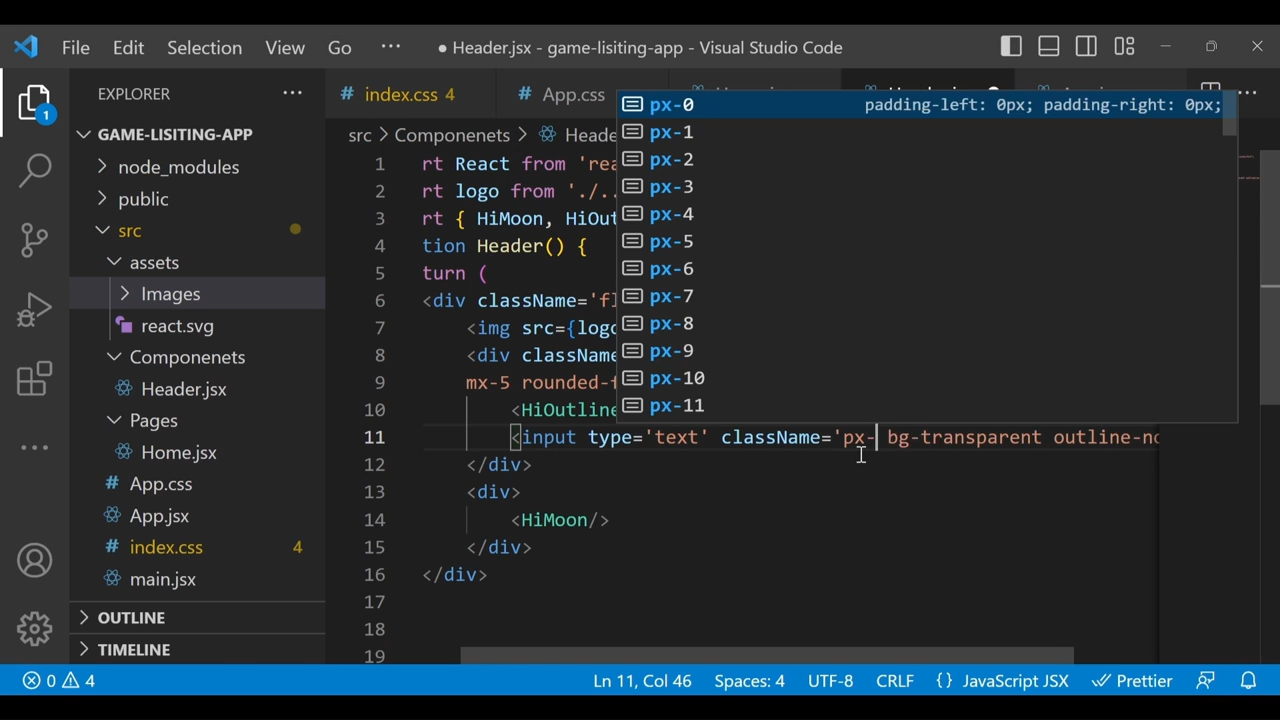 File Edit Selection View Go ··· ● Header.jsx - game-lisiting-app - Visual Studio Code
EXPLORER ···
GAME-LISITING-APP
node_modules
public
src
assets
Images
react.svg
Componenets
Header.jsx
Pages
Home.jsx
App.css
App.jsx
index.css 4
main.jsx
OUTLINE
TIMELINE
1
# index.css 4 # App.css ···
src > Componenets > Heade
1 rt React from 'rea
2 rt logo from './..
3 rt { HiMoon, HiOut
4 tion Header() {
5 turn (
6 <div className='fl
7 <img src={logo
8 <div className
9 mx-5 rounded-f
10 <HiOutline
11 <input type='text' className='px- bg-transparent outline-no
12 </div>
13 <div>
14 <HiMoon/>
15 </div>
16 </div>
17
18
19
px-0 padding-left: 0px; padding-right: 0px;
px-1
px-2
px-3
px-4
px-5
px-6
px-7
px-8
px-9
px-10
px-11
0 4 Ln 11, Col 46 Spaces: 4 UTF-8 CRLF {} JavaScript JSX Prettier